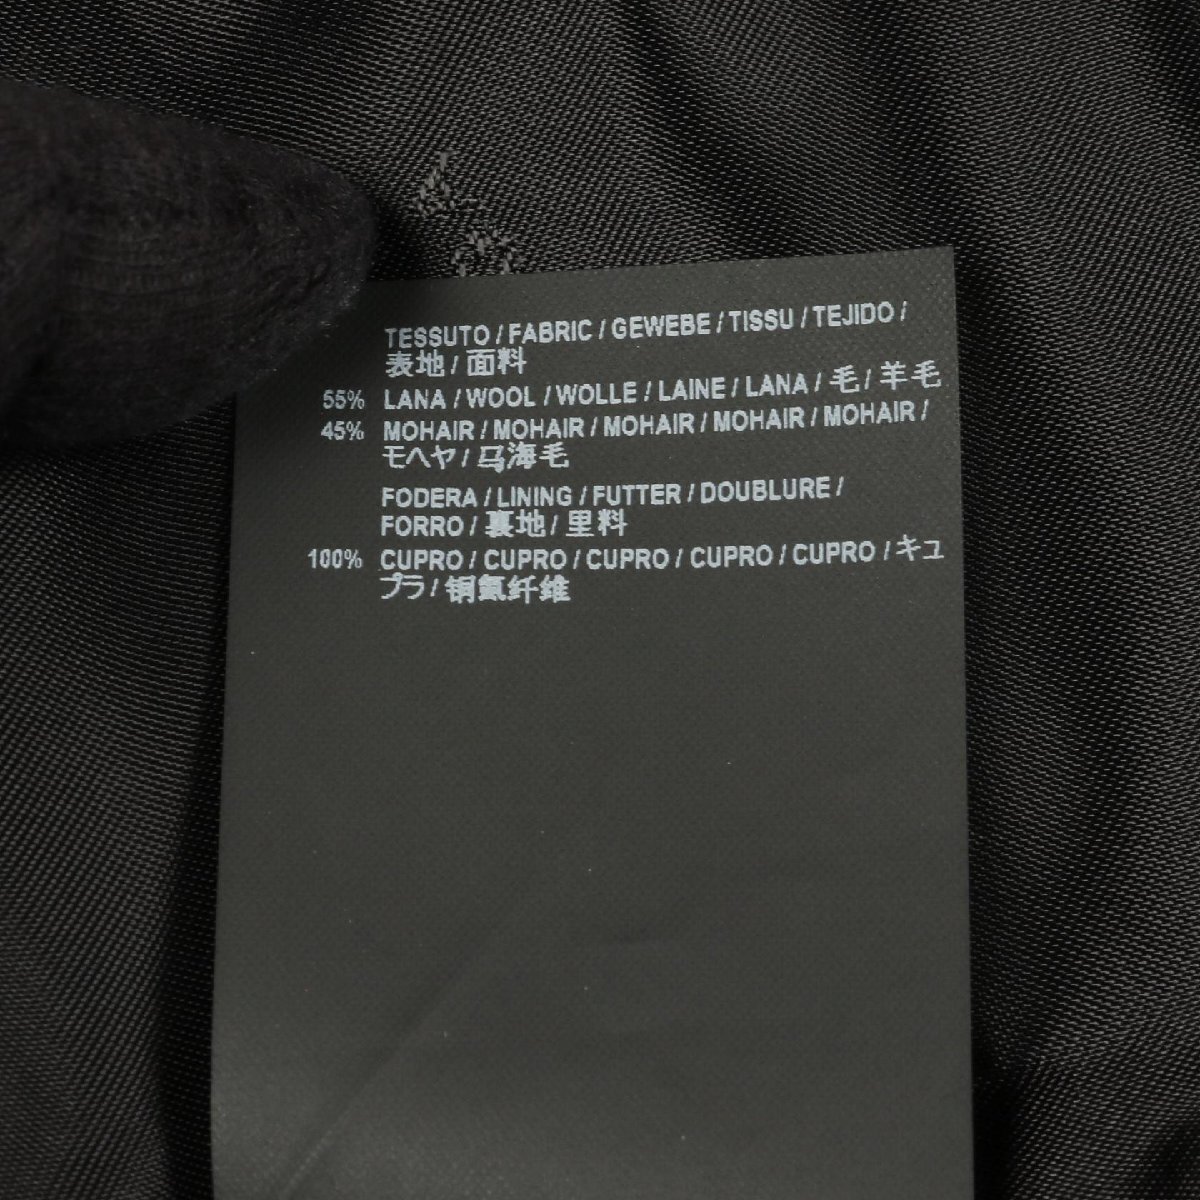 TESSUTO / FABRIC / GEWEBE / TISSU / TEJIDO /
表地 / 面料
55% LANA / WOOL / WOLLE / LAINE / LANA / 毛 / 羊毛
45% MOHAIR / MOHAIR / MOHAIR / MOHAIR / MOHAIR /
モヘヤ / 马海毛
FODERA / LINING / FUTTER / DOUBLURE /
FORRO / 裏地 / 里料
100% CUPRO / CUPRO / CUPRO / CUPRO / CUPRO / キュ
プラ / 铜氨纤维